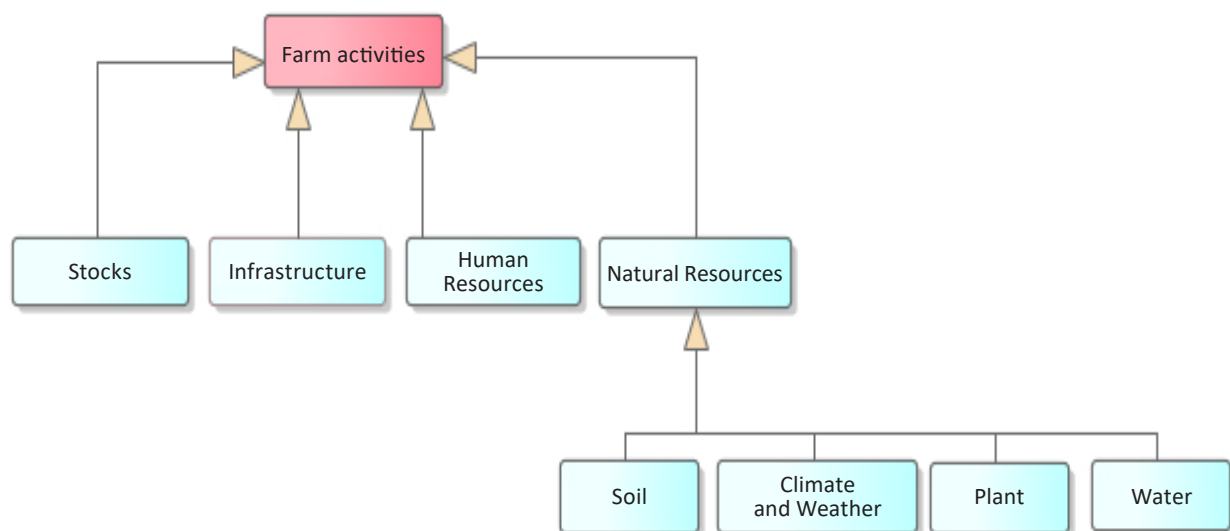 Farm activities
Stocks
Infrastructure
Human
Resources
Natural Resources
Soil
Climate
and Weather
Plant
Water